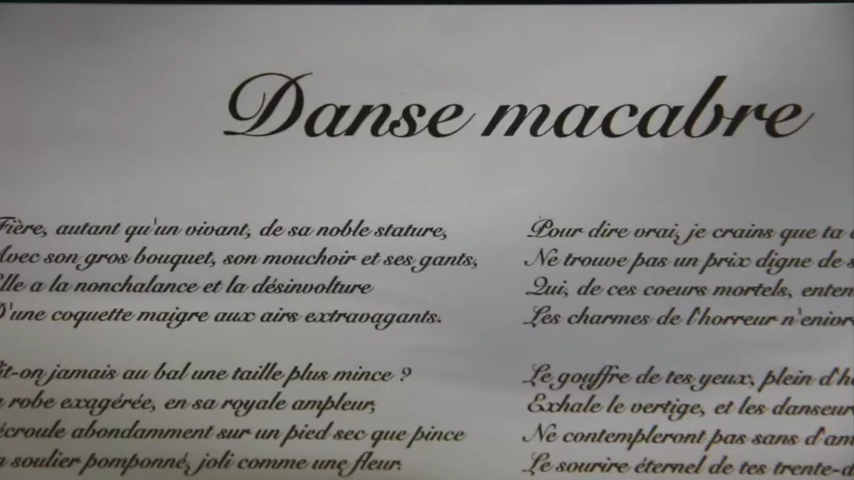 Danse macabre
Fière, autant qu'un vivant, de sa noble stature,
Avec son gros bouquet, son mouchoir et ses gants,
Elle a la nonchalance et la désinvolture
D'une coquette maigre aux airs extravagants.
jamais au bal une taille plus mince ?
robe exagérée, en sa royale ampleur,
abondamment sur un pied sec que pince
soulier pomponné, joli comme une fleur.
Pour dire vrai, je crains que ta
Ne trouve pas un prix digne de
Qui, de ces coeurs mortels,
Les charmes de l'horreur
Le gouffre de tes yeux, plein
Exhale le vertige, et les
Ne contempleront pas sans
Le sourire éternel de tes